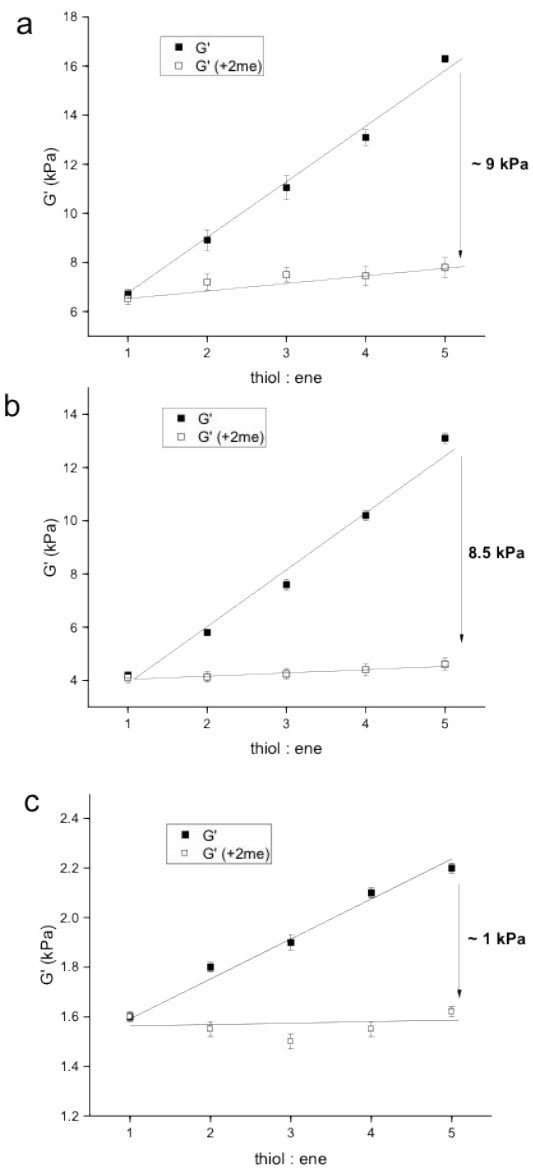 a
18
16
14
12
10
8
6
G' (kPa)
G'
G' (+2me)
~ 9 kPa
1 2 3 4 5
thiol : ene
b
14
12
10
8
6
4
G' (kPa)
G'
G' (+2me)
8.5 kPa
1 2 3 4 5
thiol : ene
c
2.4
2.2
2.0
1.8
1.6
1.4
1.2
G' (kPa)
G'
G' (+2me)
~ 1 kPa
1 2 3 4 5
thiol : ene